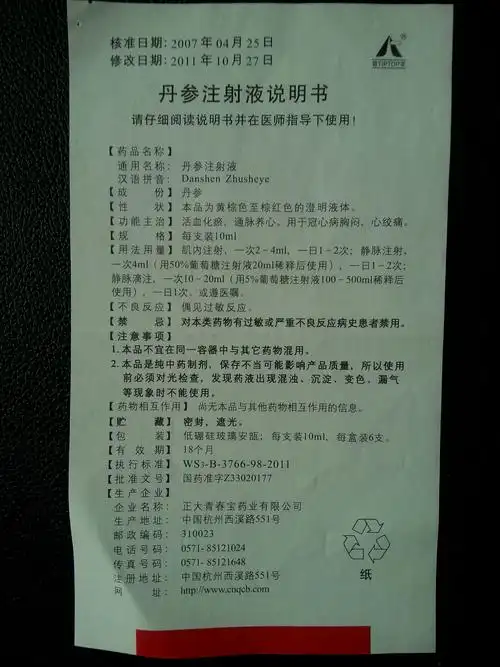 核准日期：2007 年 04 月 25 日
修改日期：2011 年 10 月 27 日
®
TIPTOP
丹参注射液说明书
请仔细阅读说明书并在医师指导下使用！
【药品名称】
通用名称：丹参注射液
汉语拼音：Danshen Zhusheye
【成　　份】丹参
【性　　状】本品为黄棕色至棕红色的澄明液体。
【功能主治】活血化瘀，通脉养心。用于冠心病胸闷，心绞痛。
【规　　格】每支装10ml
【用法用量】肌内注射，一次2-4ml，一日1-2次；静脉注射，
一次4ml（用50%葡萄糖注射液20ml稀释后使用），一日1-2次；
静脉滴注，一次10-20ml（用5%葡萄糖注射液100-500ml稀释后
使用），一日1次。或遵医嘱。
【不良反应】偶见过敏反应。
【禁　　忌】对本类药物有过敏或严重不良反应病史患者禁用。
【注意事项】
1.本品不宜在同一容器中与其它药物混用。
2.本品是纯中药制剂，保存不当可能影响产品质量，所以使用
前必须对光检查，发现药液出现混浊、沉淀、变色、漏气
等现象时不能使用。
【药物相互作用】尚无本品与其他药物相互作用的信息。
【贮　　藏】密封，遮光。
【包　　装】低硼硅玻璃安瓿；每支装10ml，每盒装6支。
【有 效 期】18个月
【执行标准】WS3-B-3766-98-2011
【批准文号】国药准字Z33020177
【生产企业】
企业名称：正大青春宝药业有限公司
生产地址：中国杭州西溪路551号
邮政编码：310023
电话号码：0571- 85121024
传真号码：0571- 85121648
注册地址：中国杭州西溪路551号
网　　址：http://www.cnqcb.com
纸